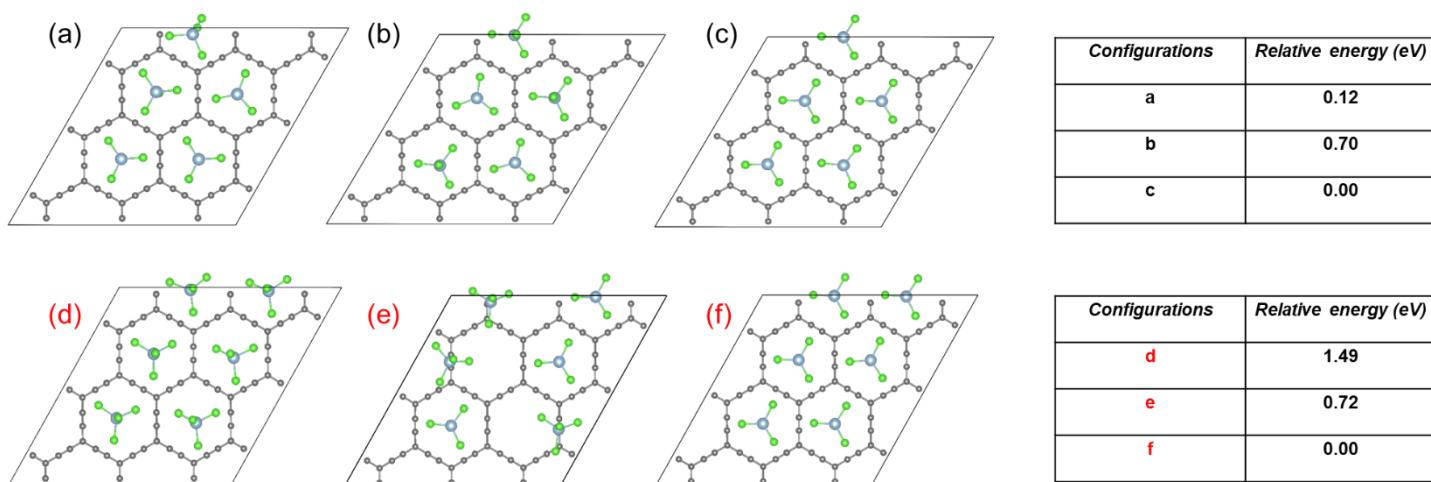 (a)
(b)
(c)
Configurations Relative energy (eV)
a 0.12
b 0.70
c 0.00
(d)
(e)
(f)
Configurations Relative energy (eV)
d 1.49
e 0.72
f 0.00